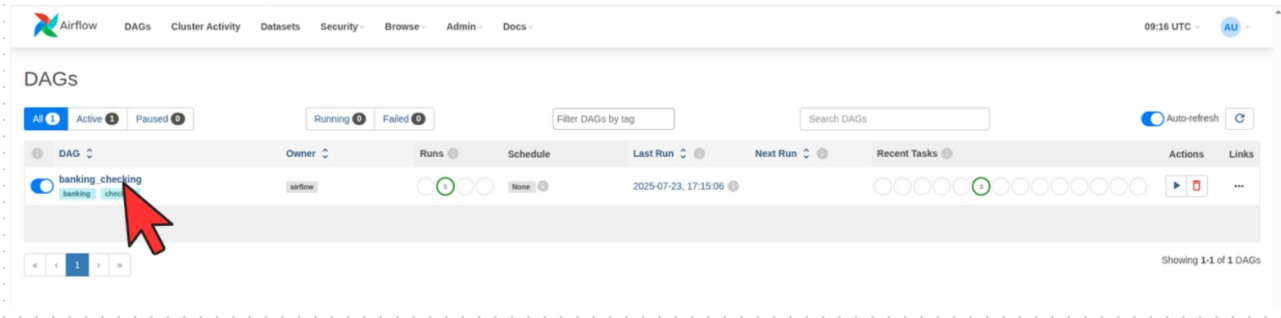 Airflow DAGs Cluster Activity Datasets Security Browse Admin Docs 09:16 UTC AU
DAGs
All 1 Active 1 Paused 0 Running 0 Failed 0 Filter DAGs by tag Search DAGs Auto-refresh
DAG Owner Runs Schedule Last Run Next Run Recent Tasks Actions Links
banking_checking airflow 5 None 2025-07-23, 17:15:06 3
banking
« ‹ 1 › » Showing 1-1 of 1 DAGs